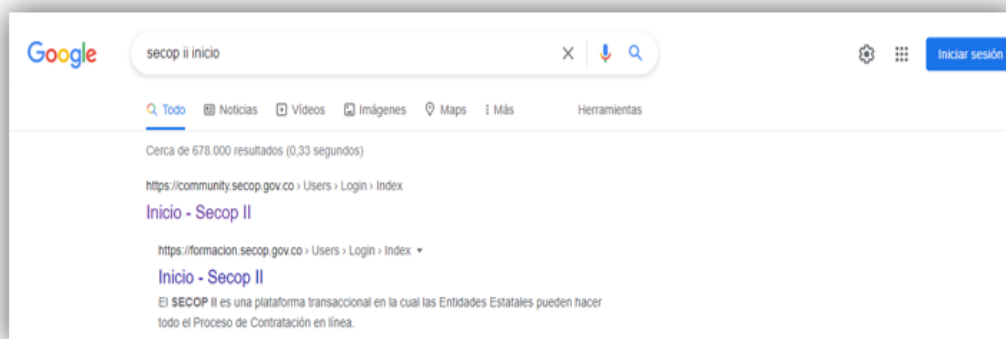 Google
secop ii inicio
Iniciar sesión
Todo Noticias Vídeos Imágenes Maps Más Herramientas
Cerca de 678.000 resultados (0,33 segundos)
https://community.secop.gov.co › Users › Login › Index
Inicio - Secop II
https://formacion.secop.gov.co › Users › Login › Index
Inicio - Secop II
El SECOP II es una plataforma transaccional en la cual las Entidades Estatales pueden hacer
todo el Proceso de Contratación en línea.